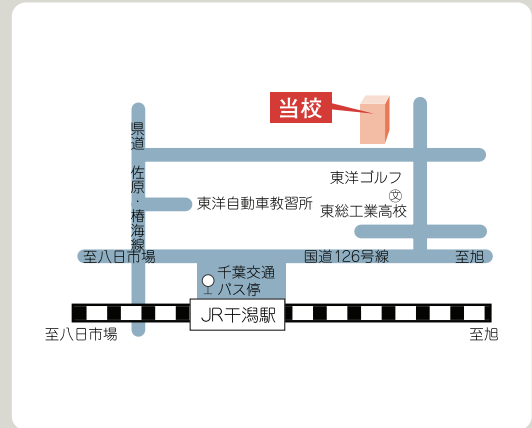 当校
県道 佐原・椿海線
東洋ゴルフ
文
東洋自動車教習所
東総工業高校
至八日市場
国道126号線
至旭
千葉交通
バス停
JR干潟駅
至八日市場
至旭